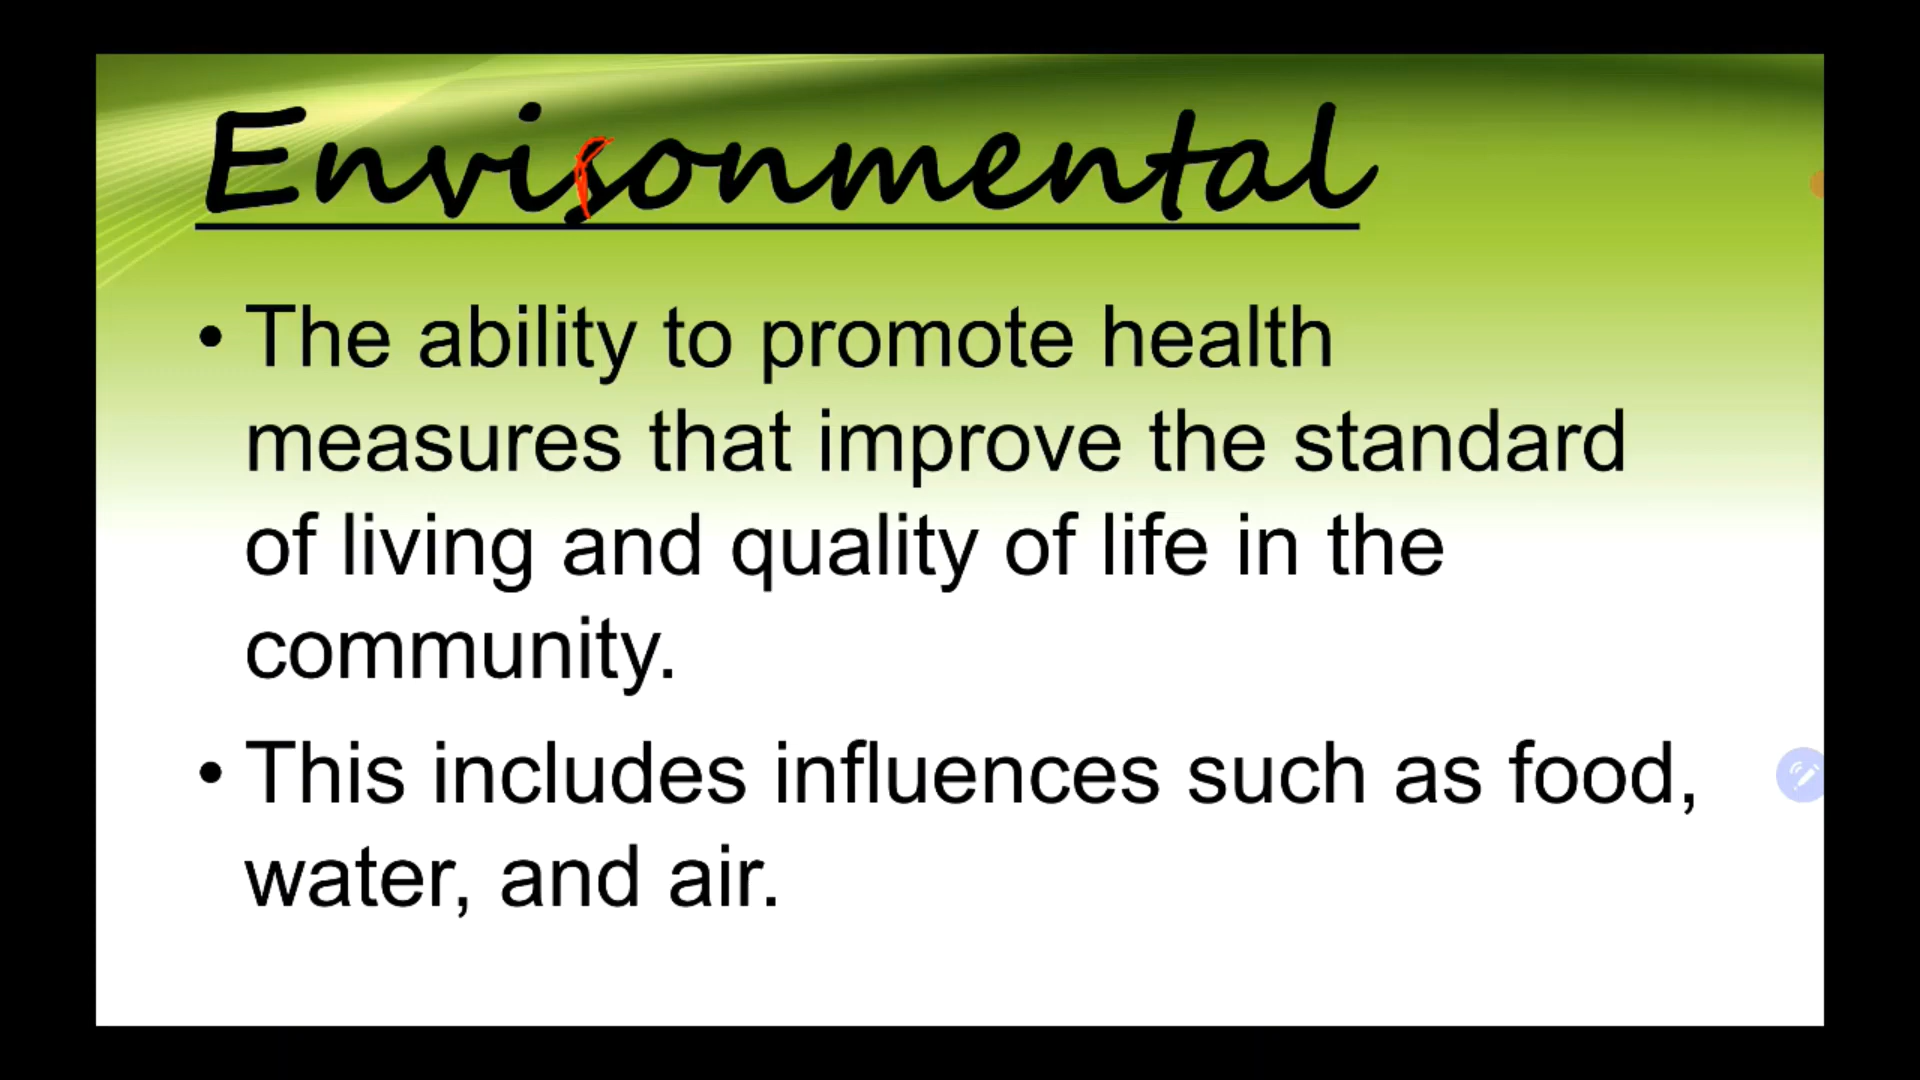 Envisonmental
• The ability to promote health
measures that improve the standard
of living and quality of life in the
community.
• This includes influences such as food,
water, and air.